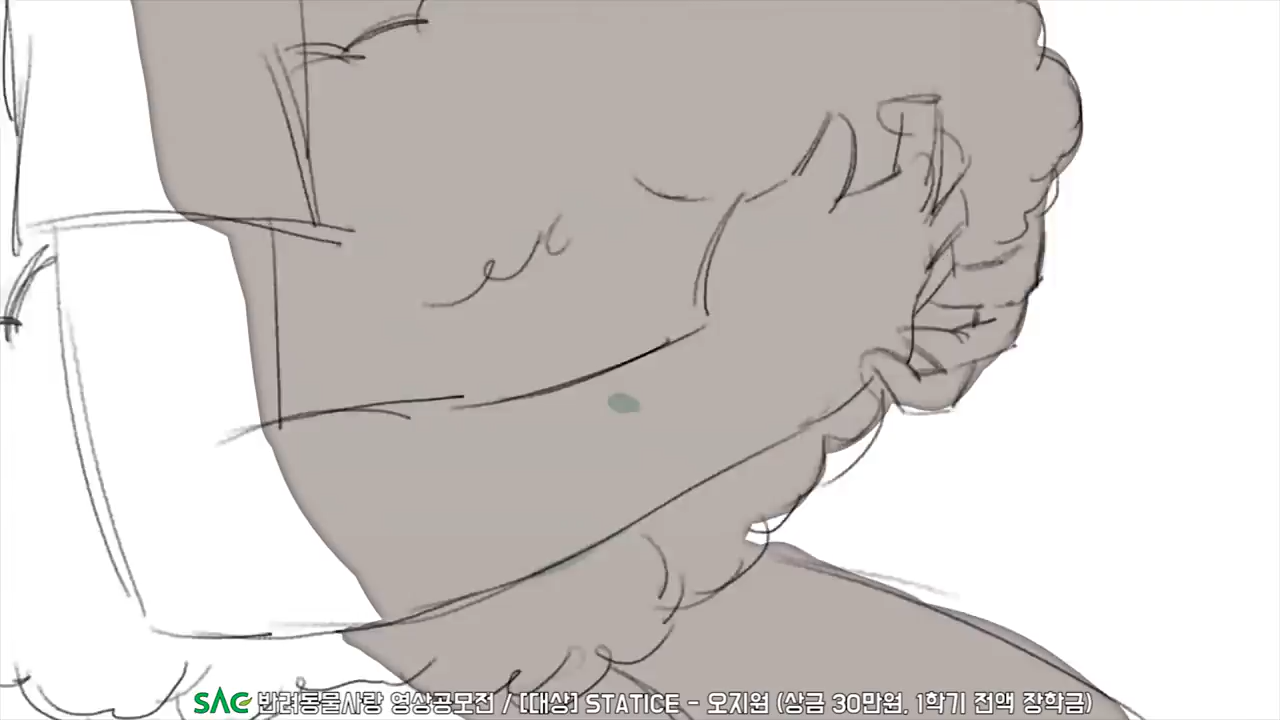 SAC 반려동물사랑 영상공모전 / [대상] STATICE - 오지원 (상금 30만원, 1학기 전액 장학금)